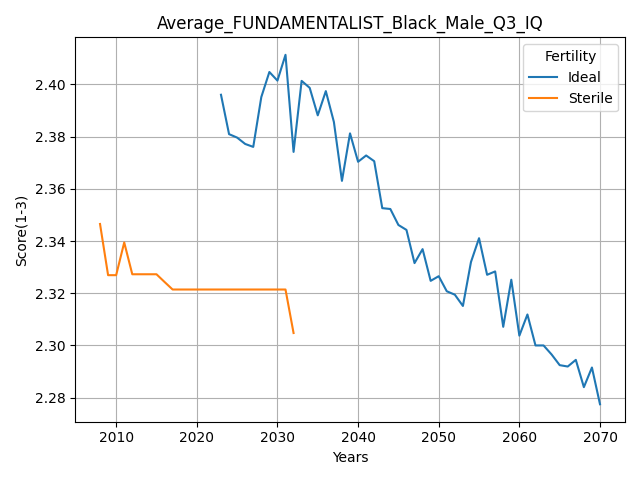 Average_FUNDAMENTALIST_Black_Male_Q3_IQ
Fertility
Ideal
Sterile
Score(1-3)
2.40
2.38
2.36
2.34
2.32
2.30
2.28
2010 2020 2030 2040 2050 2060 2070
Years